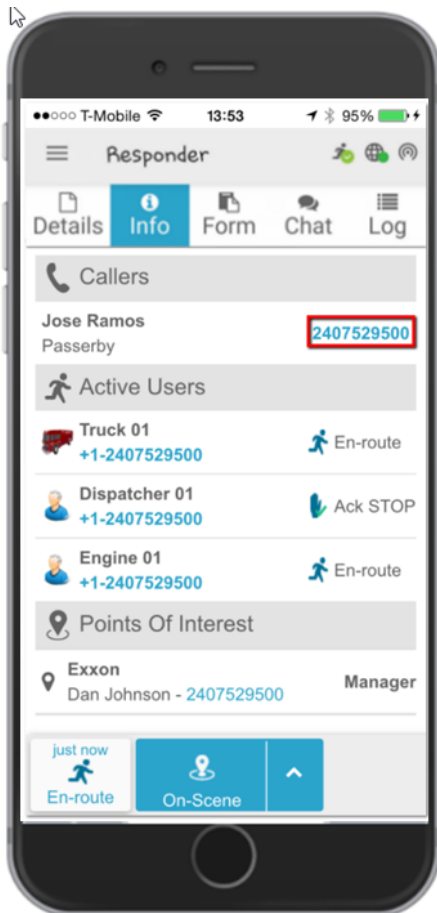 T-Mobile 13:53 95%
Responder
Details Info Form Chat Log
Callers
Jose Ramos
2407529500
Passerby
Active Users
Truck 01
+1-2407529500
En-route
Dispatcher 01
+1-2407529500
Ack STOP
Engine 01
+1-2407529500
En-route
Points Of Interest
Exxon
Dan Johnson - 2407529500
Manager
just now
En-route
On-Scene